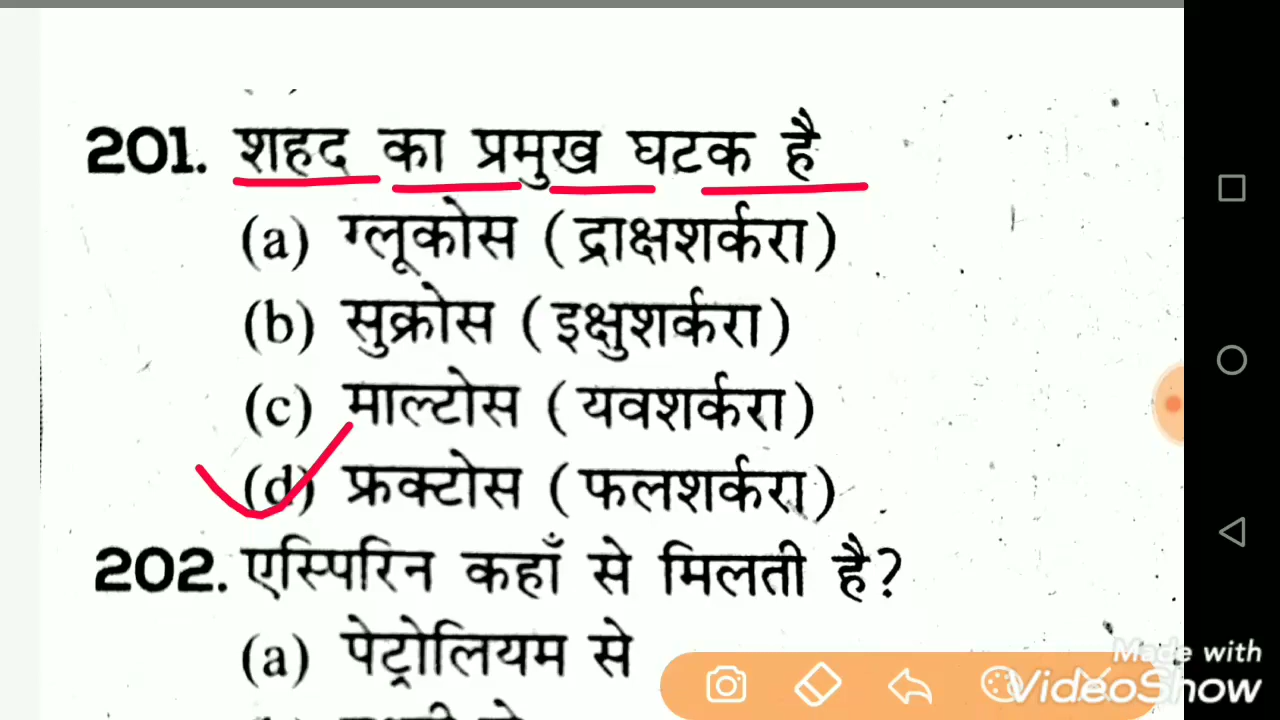 201. शहद का प्रमुख घटक है
(a) ग्लूकोस (द्राक्षशर्करा)
(b) सुक्रोस (इक्षुशर्करा)
(c) माल्टोस (यवशर्करा)
(d) फ्रक्टोस (फलशर्करा)
202. एस्पिरिन कहाँ से मिलती है?
(a) पेट्रोलियम से
Made with
VideoShow